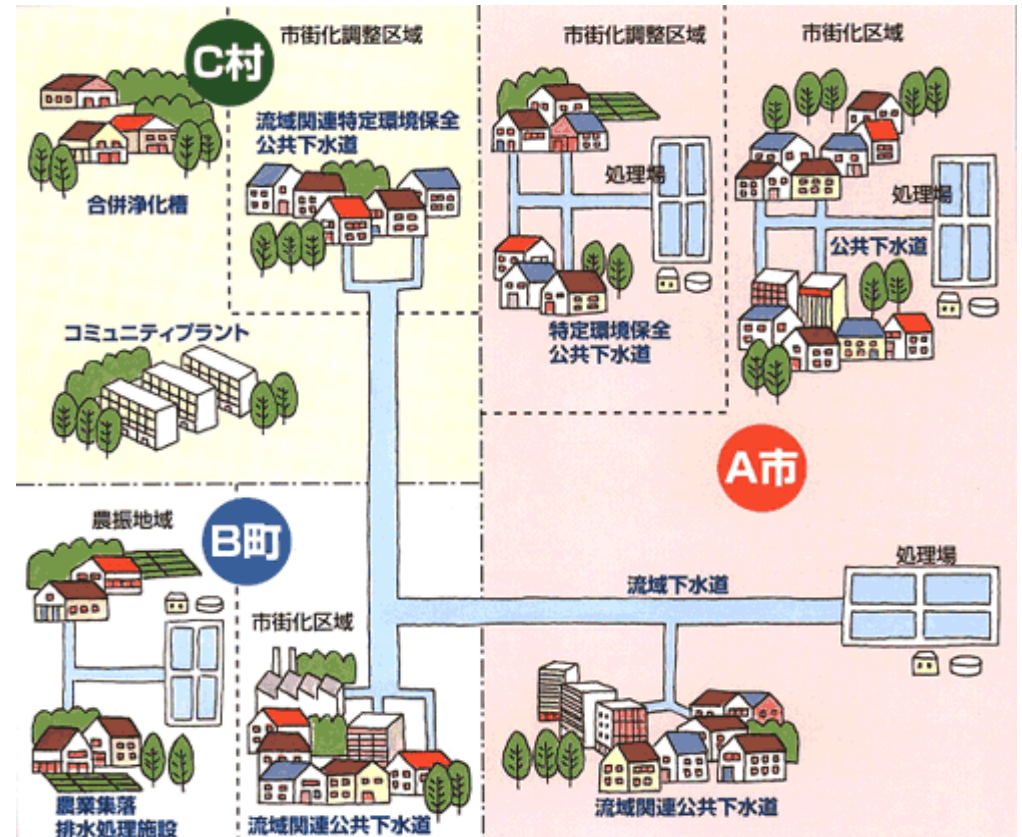 C村
市街化調整区域
流域関連特定環境保全
公共下水道
合併浄化槽
コミュニティプラント
市街化調整区域
処理場
特定環境保全
公共下水道
市街化区域
処理場
公共下水道
A市
農振地域
B町
市街化区域
農業集落
排水処理施設
流域関連公共下水道
流域下水道
処理場
流域関連公共下水道